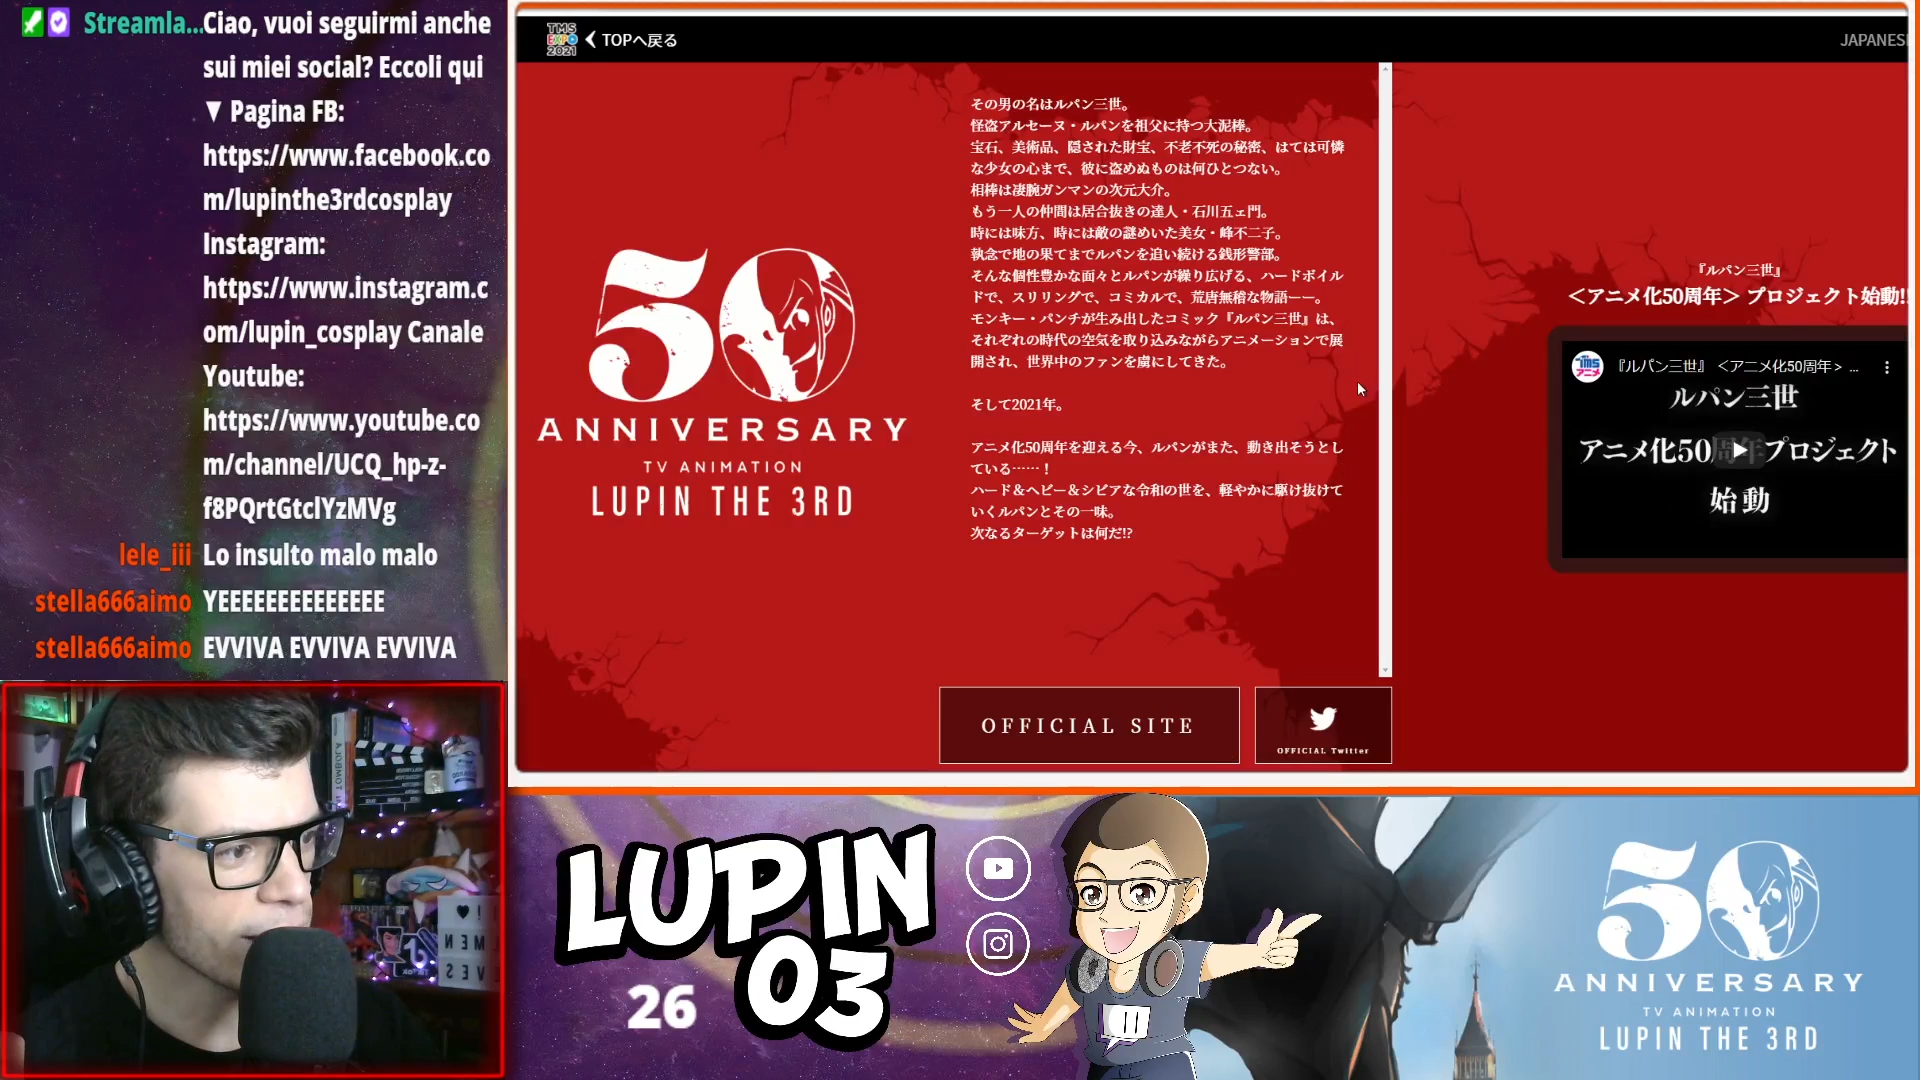 Streamla...Ciao, vuoi seguirmi anche
sui miei social? Eccoli qui
▼ Pagina FB:
https://www.facebook.co
m/lupinthe3rdcosplay
Instagram:
https://www.instagram.c
om/lupin_cosplay Canale
Youtube:
https://www.youtube.co
m/channel/UCQ_hp-z-
f8PQrtGtclYzMVg
lele_iii Lo insulto malo malo
stella666aimo YEEEEEEEEEEEEEE
stella666aimo EVVIVA EVVIVA EVVIVA
TMS
EXPO
2021
TOPへ戻る
JAPANES
50
ANNIVERSARY
TV ANIMATION
LUPIN THE 3RD
その男の名はルパン三世。
怪盗アルセーヌ・ルパンを祖父に持つ大泥棒。
宝石、美術品、隠された財宝、不老不死の秘密、はては可憐
な少女の心まで、彼に盗めぬものは何ひとつない。
相棒は凄腕ガンマンの次元大介。
もう一人の仲間は居合抜きの達人・石川五ェ門。
時には味方、時には敵の謎めいた美女・峰不二子。
執念で地の果てまでルパンを追い続ける銭形警部。
そんな個性豊かな面々とルパンが繰り広げる、ハードボイル
ドで、スリリングで、コミカルで、荒唐無稽な物語――。
モンキー・パンチが生み出したコミック『ルパン三世』は、
それぞれの時代の空気を取り込みながらアニメーションで展
開され、世界中のファンを虜にしてきた。
そして2021年。
アニメ化50周年を迎える今、ルパンがまた、動き出そうとし
ている……！
ハード＆ヘビー＆シビアな令和の世を、軽やかに駆け抜けて
いくルパンとその一味。
次なるターゲットは何だ!?
OFFICIAL SITE
OFFICIAL Twitter
『ルパン三世』
＜アニメ化50周年＞ プロジェクト始動!!
TMS
アニメ
『ルパン三世』 ＜アニメ化50周年＞ ...
ルパン三世
アニメ化50周年プロジェクト
始動
LUPIN
03
26
50
ANNIVERSARY
TV ANIMATION
LUPIN THE 3RD